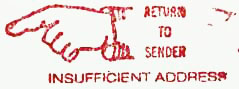 RETURN
TO
SENDER
INSUFFICIENT ADDRESS